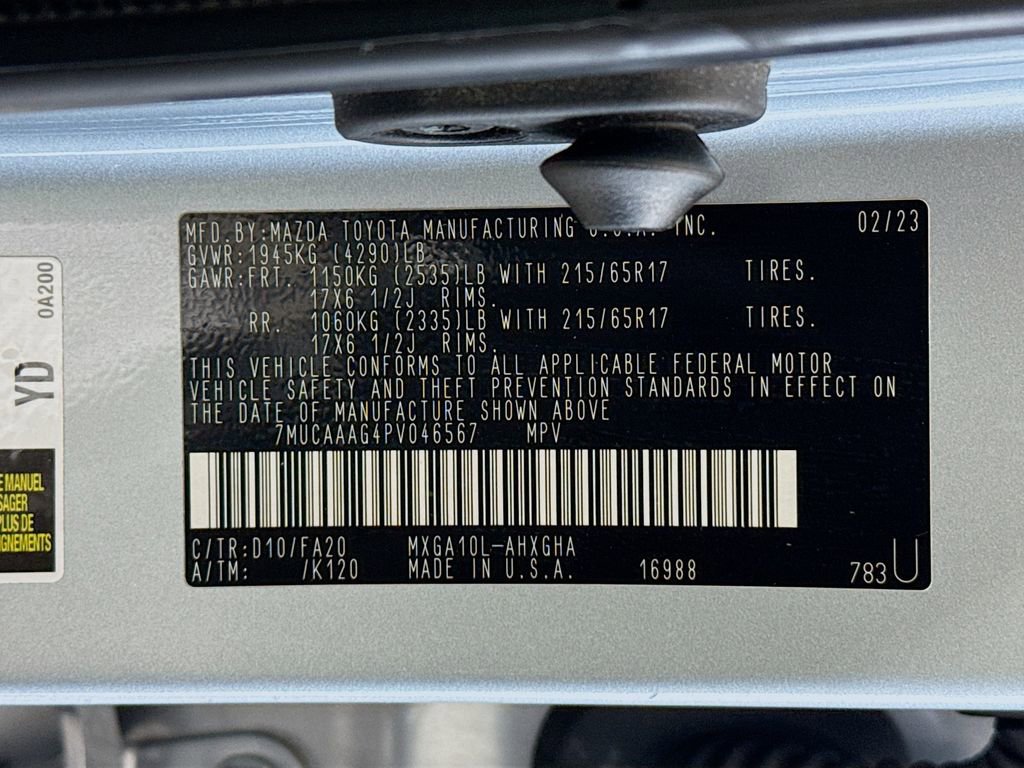 MFD.BY:MAZDA TOYOTA MANUFACTURING U.S.A. INC. 02/23
GVWR:1945KG (4290)LB
GAWR:FRT. 1150KG (2535)LB WITH 215/65R17 TIRES.
17X6 1/2J RIMS.
RR. 1060KG (2335)LB WITH 215/65R17 TIRES.
17X6 1/2J RIMS.
THIS VEHICLE CONFORMS TO ALL APPLICABLE FEDERAL MOTOR
VEHICLE SAFETY AND THEFT PREVENTION STANDARDS IN EFFECT ON
THE DATE OF MANUFACTURE SHOWN ABOVE
7MUCAAAG4PV046567 MPV
C/TR:D10/FA20 MXGA10L-AHXGHA
A/TM: /K120 MADE IN U.S.A. 16988 783 U
0A200
YD
E MANUEL
SAGER
PLUS DE
IGNEMENTS